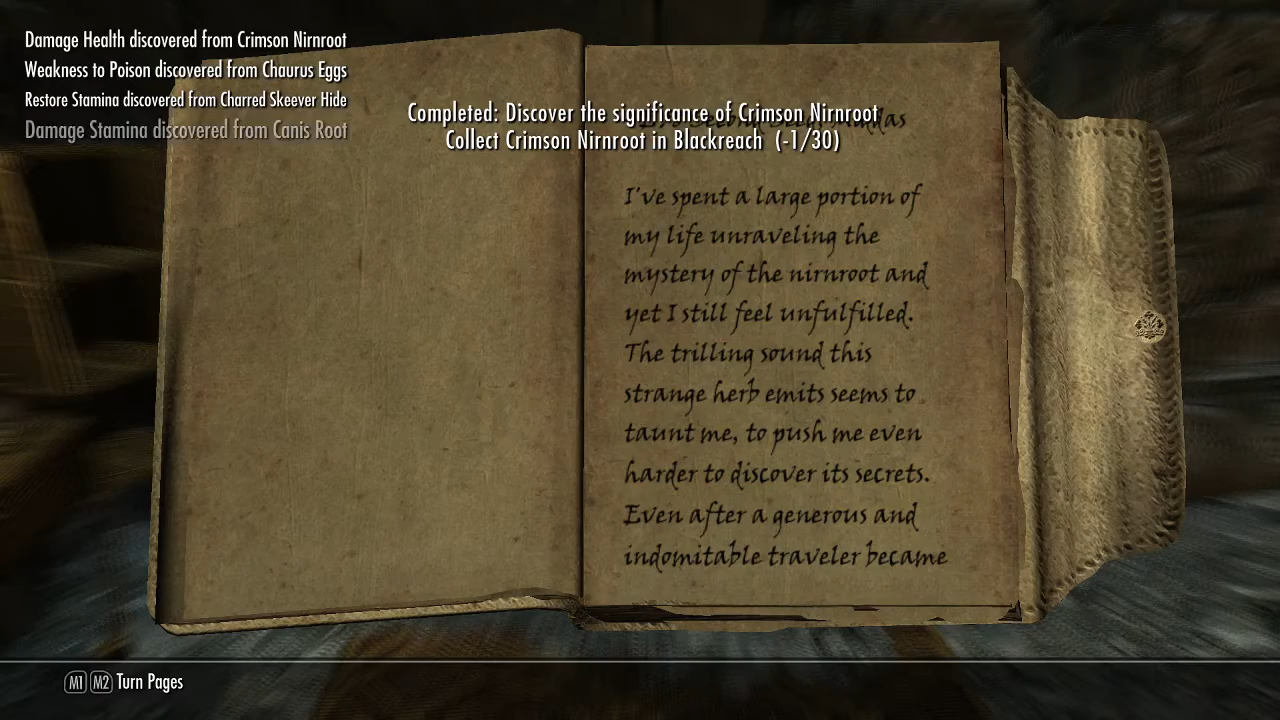 Damage Health discovered from Crimson Nirnroot
Weakness to Poison discovered from Chaurus Eggs
Restore Stamina discovered from Charred Skeever Hide
Damage Stamina discovered from Canis Root
Completed: Discover the significance of Crimson Nirnroot
Collect Crimson Nirnroot in Blackreach (-1/30)
I've spent a large portion of
my life unraveling the
mystery of the nirnroot and
yet I still feel unfulfilled.
The trilling sound this
strange herb emits seems to
taunt me, to push me even
harder to discover its secrets.
Even after a generous and
indomitable traveler became
M1 M2 Turn Pages